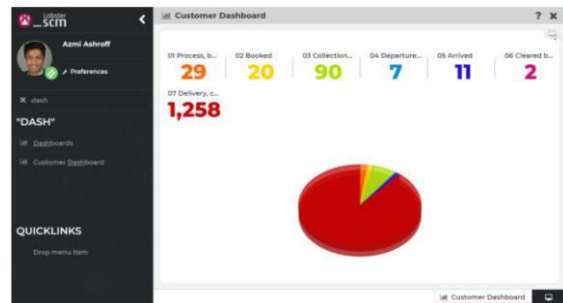 Lobster
_scm
Azmi Ashroff
Preferences
dash
"DASH"
Dashboards
Customer Dashboard
QUICKLINKS
Drop menu item
Customer Dashboard
01 Process, b...
02 Booked
03 Collection...
04 Departure...
05 Arrived
06 Cleared b...
29
20
90
7
11
2
07 Delivery, c...
1,258
Customer Dashboard